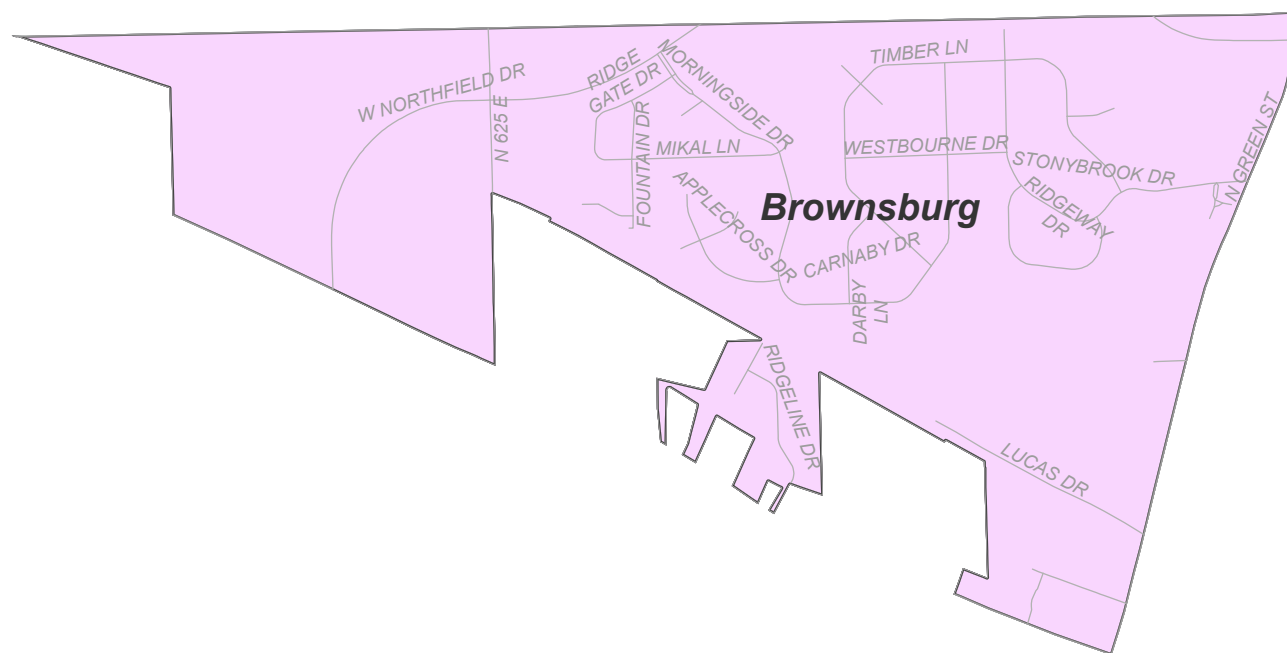 TIMBER LN
MORNINGSIDE DR
RIDGE
GATE DR
W NORTHFIELD DR
N 625 E
FOUNTAIN DR
MIKAL LN
WESTBOURNE DR
STONYBROOK DR
N GREEN ST
APPLECROSS DR
Brownsburg
RIDGEWAY
DR
CARNABY DR
DARBY
LN
RIDGELINE DR
LUCAS DR